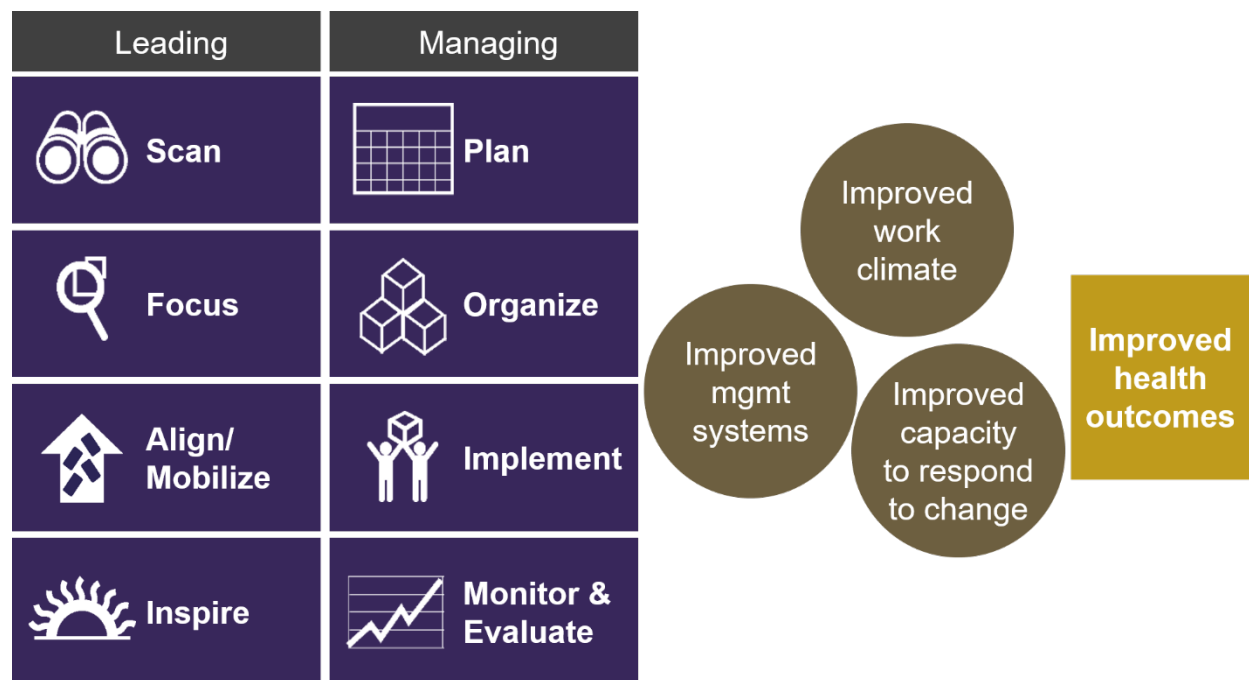 Leading
Managing
Scan
Plan
Focus
Organize
Align/
Mobilize
Implement
Inspire
Monitor &
Evaluate
Improved
work
climate
Improved
mgmt
systems
Improved
capacity
to respond
to change
Improved
health
outcomes